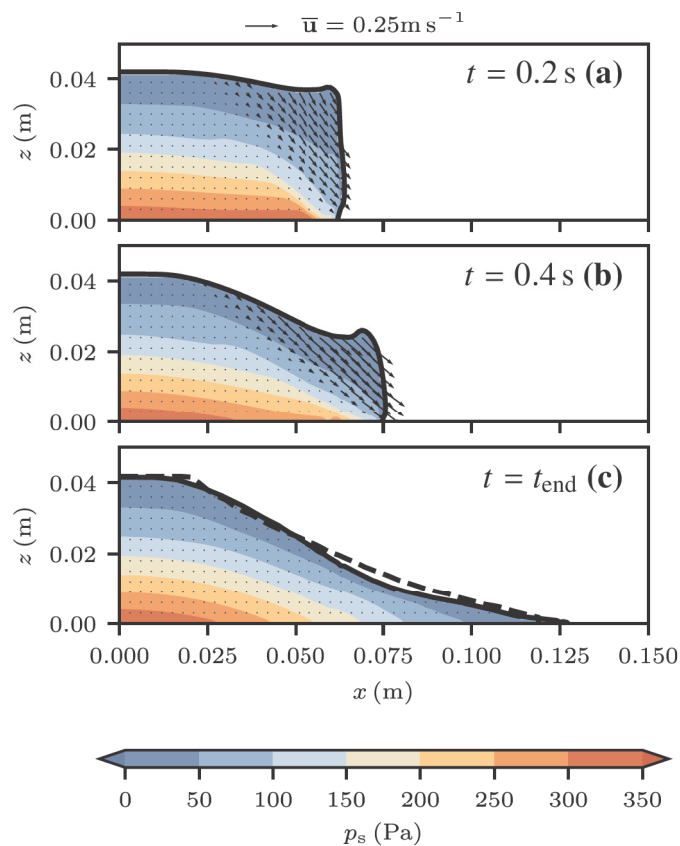 u̅ = 0.25m s⁻¹
t = 0.2 s (a)
0.04
0.02
0.00
z (m)
t = 0.4 s (b)
0.04
0.02
0.00
z (m)
t = t_end (c)
0.04
0.02
0.00
z (m)
0.000 0.025 0.050 0.075 0.100 0.125 0.150
x (m)
0 50 100 150 200 250 300 350
p_s (Pa)